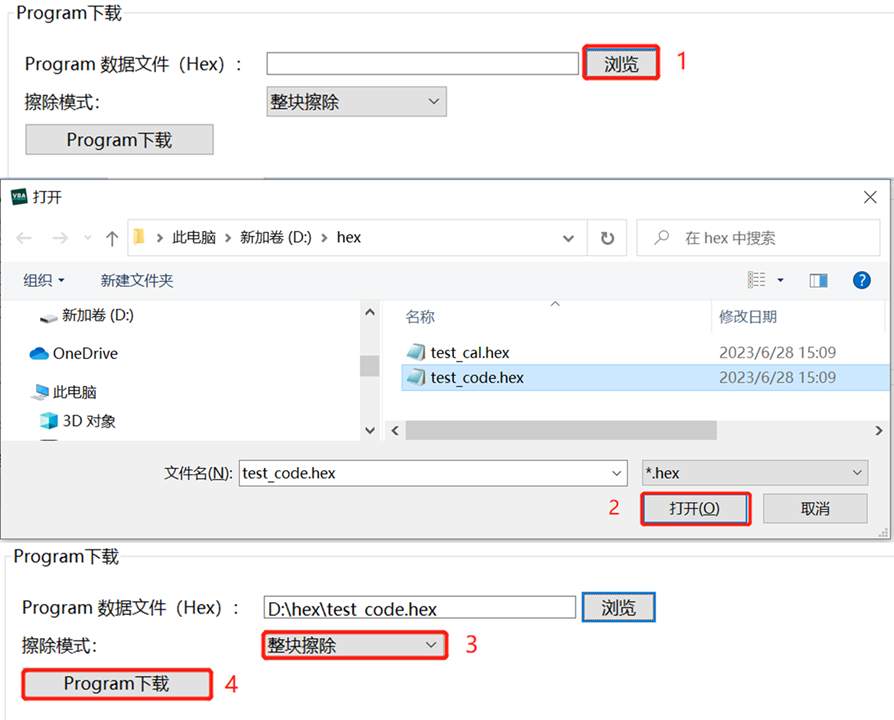 Program下载
Program 数据文件（Hex）：
浏览
1
擦除模式：
整块擦除
Program下载
VBA 打开
此电脑 > 新加卷 (D:) > hex
在 hex 中搜索
组织
新建文件夹
新加卷 (D:)
OneDrive
此电脑
3D 对象
名称
修改日期
test_cal.hex
2023/6/28 15:09
test_code.hex
2023/6/28 15:09
文件名(N):
test_code.hex
*.hex
2
打开(O)
取消
Program下载
Program 数据文件（Hex）：
D:\hex\test_code.hex
浏览
擦除模式：
整块擦除
3
Program下载
4